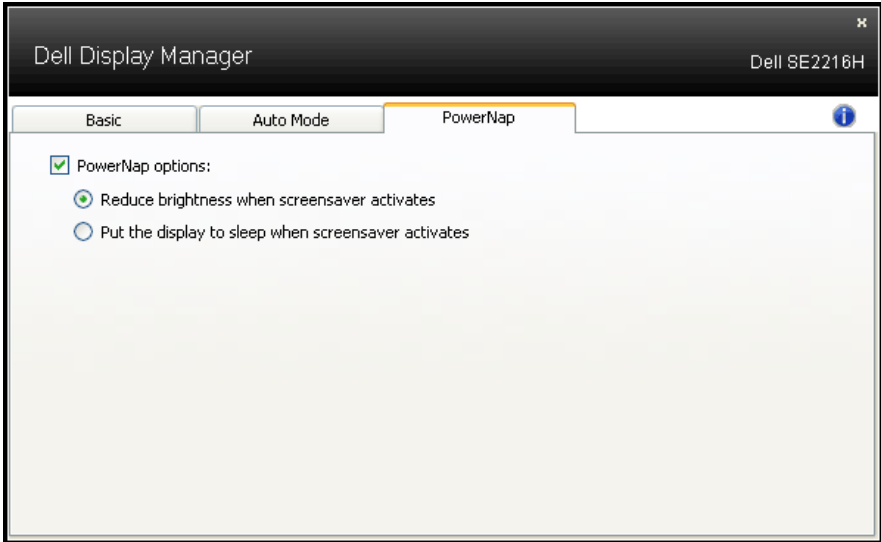 Dell Display Manager
Dell SE2216H
Basic
Auto Mode
PowerNap
PowerNap options:
Reduce brightness when screensaver activates
Put the display to sleep when screensaver activates